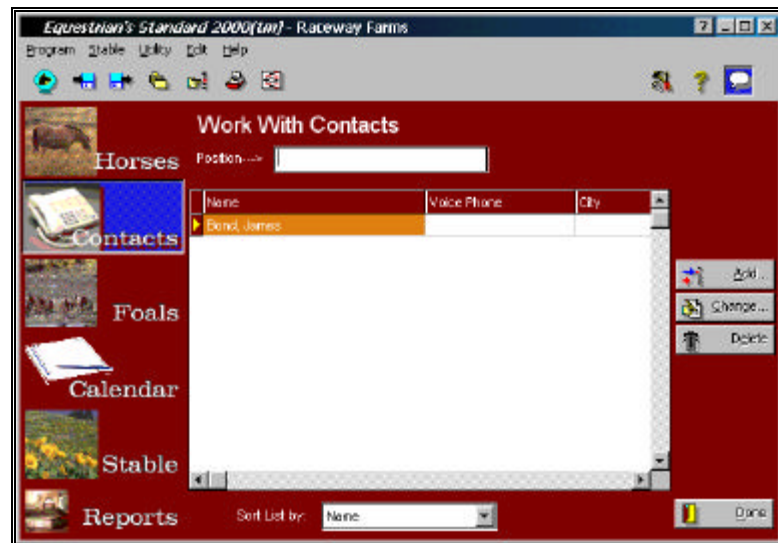 Equestrian's Standard 2000[tm] - Raceway Farms
Program Stable Utility Edit Help
Work With Contacts
Position--->
Horses
Contacts
Foals
Calendar
Stable
Reports
Name Voice Phone City
Bond, James
Add...
Change...
Delete
Sort List by: Name
Done